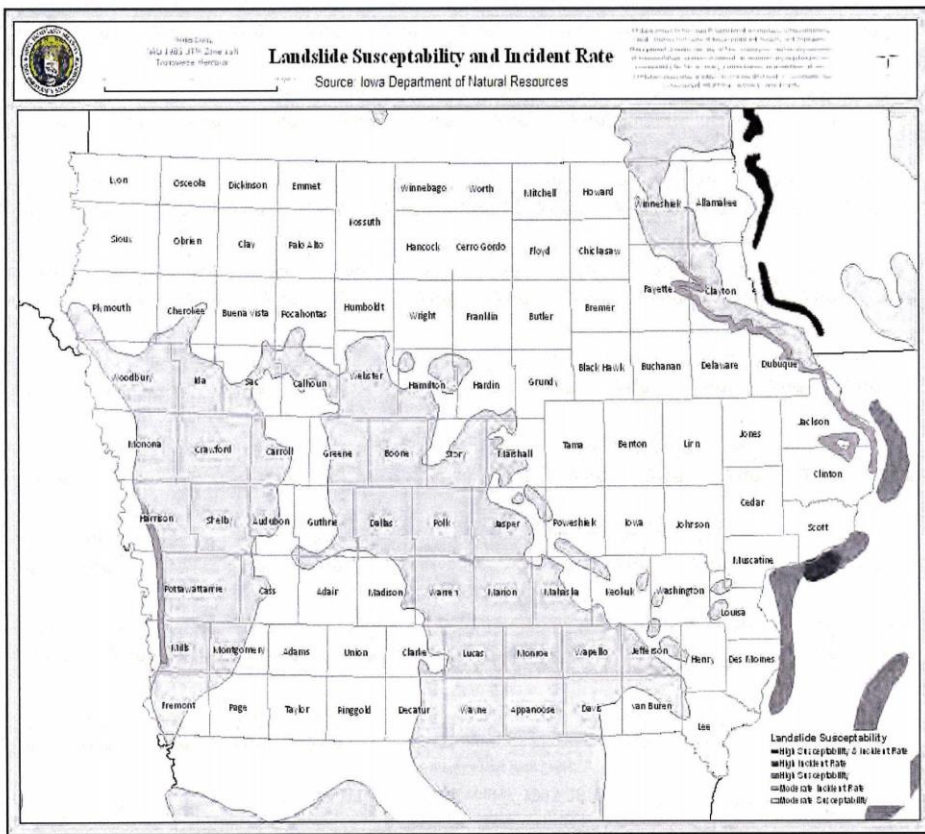 Landslide Susceptability and Incident Rate
Source: Iowa Department of Natural Resources
Lyon Osceola Dickinson Emmet Winnebago Worth Mitchell Howard Winneshiek Allamakee
Kossuth
Sioux Obrien Clay Palo Alto Hancock Cerro Gordo Floyd Chickasaw
Plymouth Cherokee Buena vista Pocahontas Humboldt Wright Franklin Butler Bremer Fayette Clayton
Woodbury Ida Sac Calhoun Webster Hamilton Hardin Grundy Black Hawk Buchanan Delaware Dubuque
Monona Crawford Carroll Greene Boone Story Marshall Tama Benton Linn Jones Jackson
Clinton
Cedar
Harrison Shelby Audubon Guthrie Dallas Polk Jasper Poweshiek Iowa Johnson Scott
Muscatine
Pottawattamie Cass Adair Madison Warren Marion Mahaska Keokuk Washington
Louisa
Mills Montgomery Adams Union Clarke Lucas Monroe Wapello Jefferson Henry Des Moines
Fremont Page Taylor Ringgold Decatur Wayne Appanoose Davis van Buren
Lee
Landslide Susceptability
High Susceptability & Incident Rate
High Incident Rate
High Susceptability
Moderate Incident Rate
Moderate Susceptability